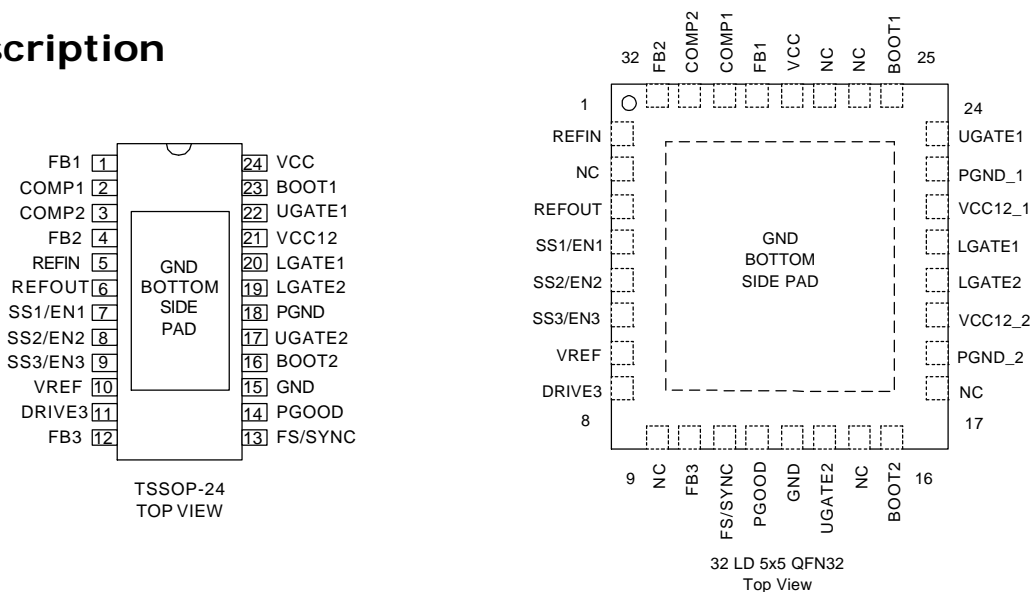 scription
FB1 1
COMP1 2
COMP2 3
FB2 4
REFIN 5
REFOUT 6
SS1/EN1 7
SS2/EN2 8
SS3/EN3 9
VREF 10
DRIVE3 11
FB3 12
GND
BOTTOM
SIDE
PAD
24 VCC
23 BOOT1
22 UGATE1
21 VCC12
20 LGATE1
19 LGATE2
18 PGND
17 UGATE2
16 BOOT2
15 GND
14 PGOOD
13 FS/SYNC
TSSOP-24
TOP VIEW
32 FB2 COMP2 COMP1 FB1 VCC NC NC BOOT1 25
1
REFIN
NC
REFOUT
SS1/EN1
SS2/EN2
SS3/EN3
VREF
DRIVE3
8
GND
BOTTOM
SIDE PAD
24
UGATE1
PGND_1
VCC12_1
LGATE1
LGATE2
VCC12_2
PGND_2
NC
17
9 NC FB3 FS/SYNC PGOOD GND UGATE2 NC BOOT2 16
32 LD 5x5 QFN32
Top View